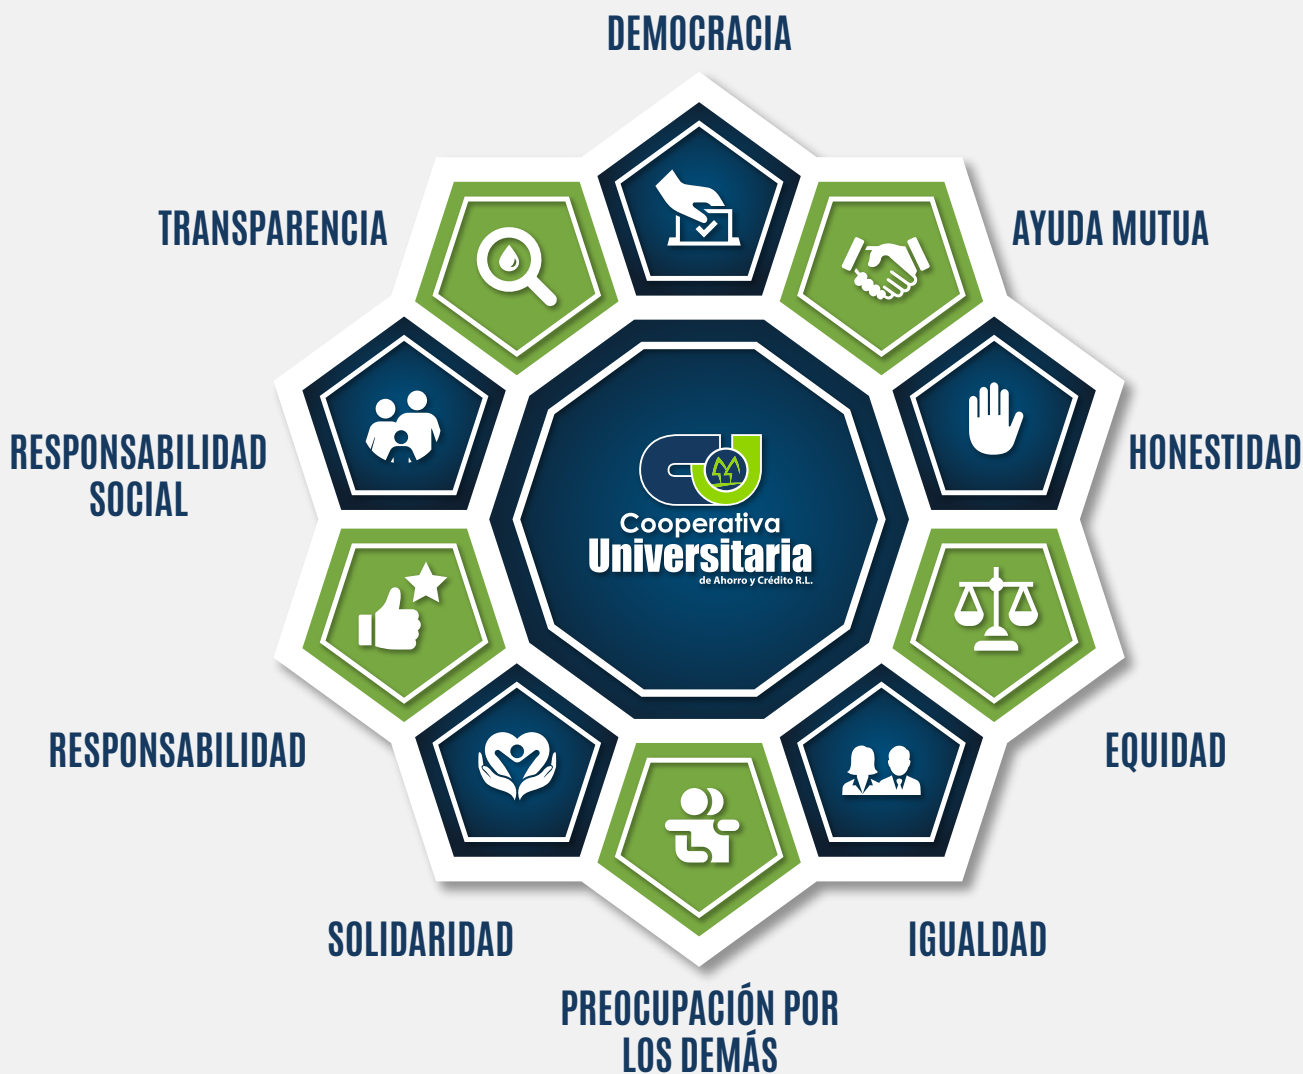 DEMOCRACIA
TRANSPARENCIA
AYUDA MUTUA
RESPONSABILIDAD
SOCIAL
HONESTIDAD
Cooperativa
Universitaria
de Ahorro y Crédito R.L.
RESPONSABILIDAD
EQUIDAD
SOLIDARIDAD
IGUALDAD
PREOCUPACIÓN POR
LOS DEMÁS